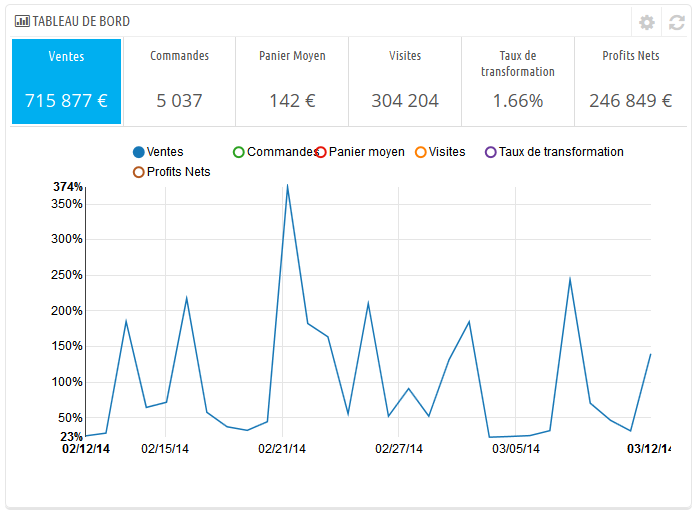 TABLEAU DE BORD
Ventes Commandes Panier Moyen Visites Taux de transformation Profits Nets
715 877 € 5 037 142 € 304 204 1.66% 246 849 €
Ventes Commandes Panier moyen Visites Taux de transformation
Profits Nets
374%
350%
300%
250%
200%
150%
100%
50%
23%
02/12/14 02/15/14 02/21/14 02/27/14 03/05/14 03/12/14